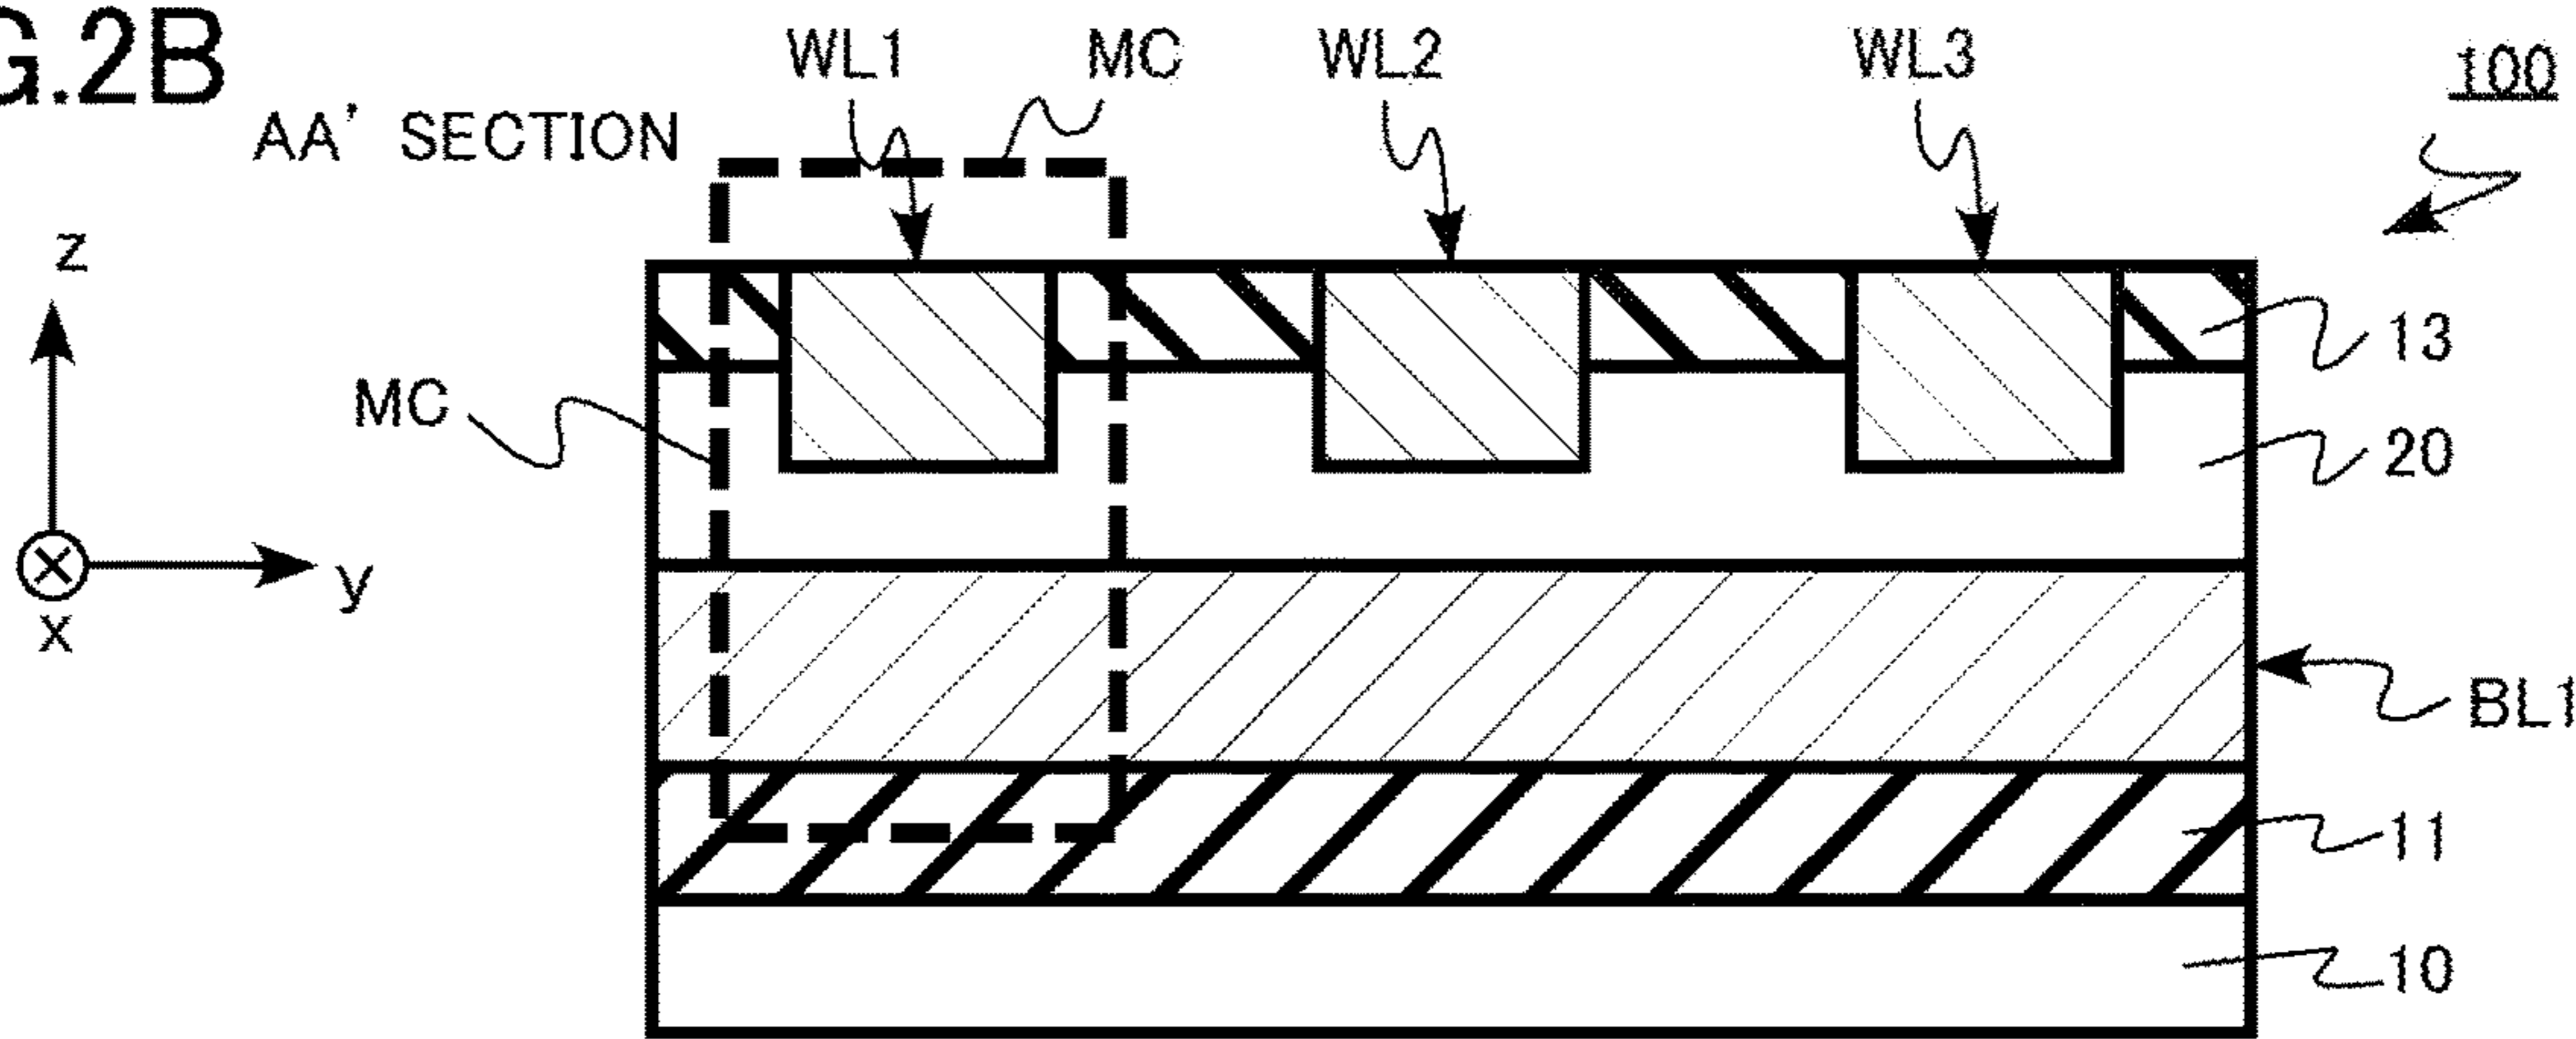 G.2B
WL1 MC WL2 WL3 100
AA' SECTION
z
13
MC
20
y
x
BL1
11
10